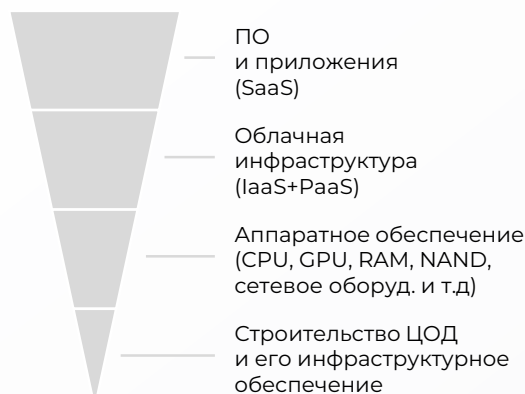 ПО
и приложения
(SaaS)
Облачная
инфраструктура
(IaaS+PaaS)
Аппаратное обеспечение
(CPU, GPU, RAM, NAND,
сетевое оборуд. и т.д)
Строительство ЦОД
и его инфраструктурное
обеспечение